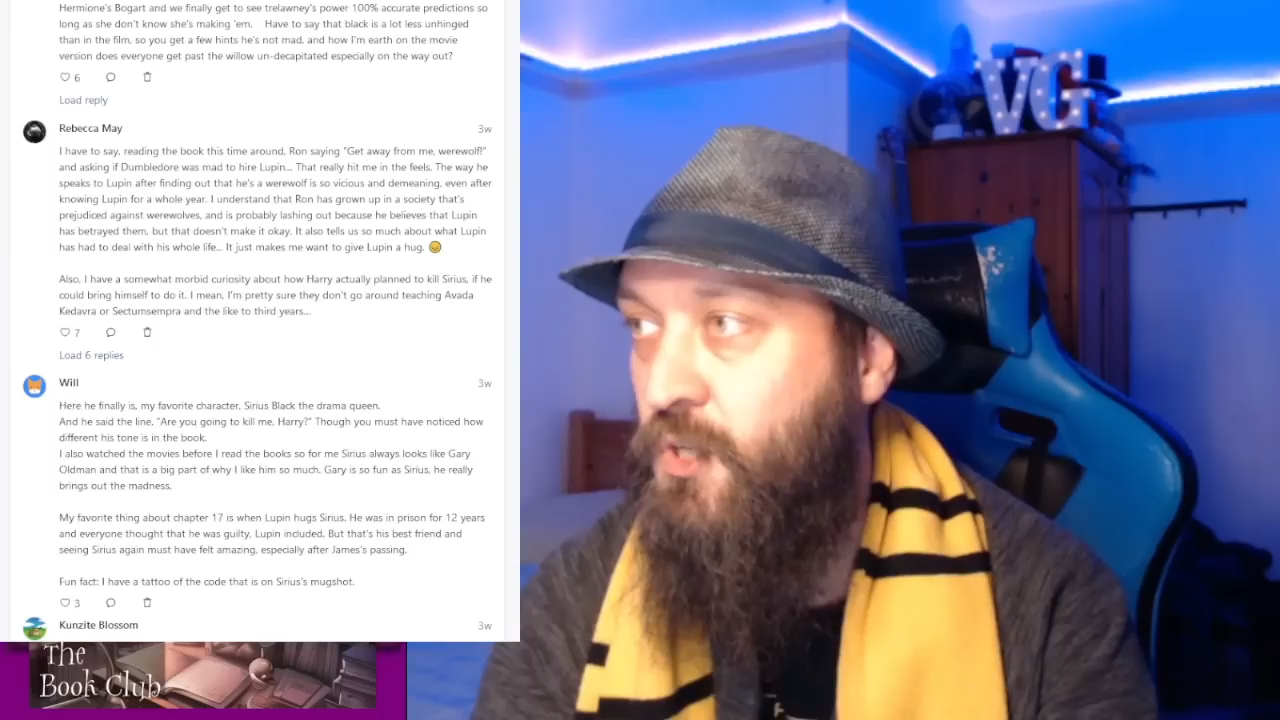 Hermione's Bogart and we finally get to see trelawney's power 100% accurate predictions so
long as she don't know she's making 'em. Have to say that black is a lot less unhinged
than in the film, so you get a few hints he's not mad, and how I'm earth on the movie
version does everyone get past the willow un-decapitated especially on the way out?
6
Load reply
Rebecca May
3w
I have to say, reading the book this time around, Ron saying "Get away from me, werewolf!"
and asking if Dumbledore was mad to hire Lupin... That really hit me in the feels. The way he
speaks to Lupin after finding out that he's a werewolf is so vicious and demeaning, even after
knowing Lupin for a whole year. I understand that Ron has grown up in a society that's
prejudiced against werewolves, and is probably lashing out because he believes that Lupin
has betrayed them, but that doesn't make it okay. It also tells us so much about what Lupin
has had to deal with his whole life... It just makes me want to give Lupin a hug.
Also, I have a somewhat morbid curiosity about how Harry actually planned to kill Sirius, if he
could bring himself to do it. I mean, I'm pretty sure they don't go around teaching Avada
Kedavra or Sectumsempra and the like to third years...
7
Load 6 replies
Will
3w
Here he finally is, my favorite character, Sirius Black the drama queen.
And he said the line, "Are you going to kill me, Harry?" Though you must have noticed how
different his tone is in the book.
I also watched the movies before I read the books so for me Sirius always looks like Gary
Oldman and that is a big part of why I like him so much. Gary is so fun as Sirius, he really
brings out the madness.
My favorite thing about chapter 17 is when Lupin hugs Sirius. He was in prison for 12 years
and everyone thought that he was guilty, Lupin included. But that's his best friend and
seeing Sirius again must have felt amazing, especially after James's passing.
Fun fact: I have a tattoo of the code that is on Sirius's mugshot.
3
Kunzite Blossom
3w
The
Book Club
VG